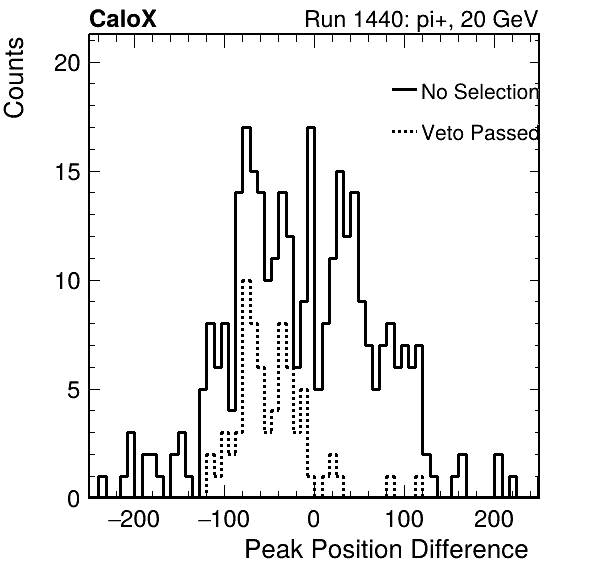 CaloX
Run 1440: pi+, 20 GeV
Counts
20
No Selection
Veto Passed
15
10
5
0
−200
−100
0
100
200
Peak Position Difference